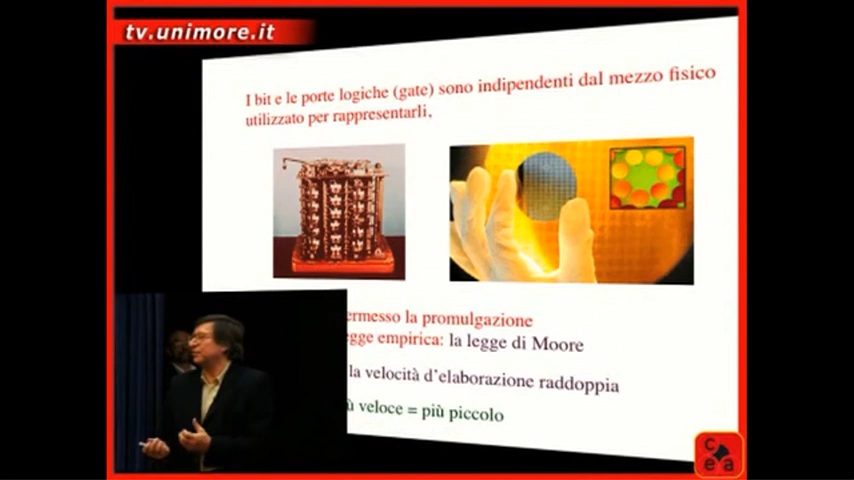 tv.unimore.it
I bit e le porte logiche (gate) sono indipendenti dal mezzo fisico
utilizzato per rappresentarli,
ermesso la promulgazione
gge empirica: la legge di Moore
la velocità d'elaborazione raddoppia
ù veloce = più piccolo
c
e a